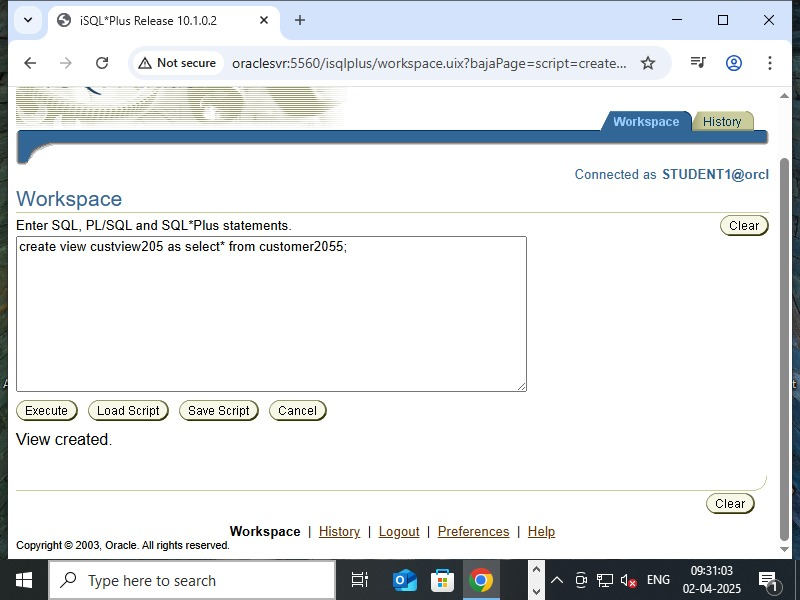 iSQL*Plus Release 10.1.0.2
Not secure
oraclesvr:5560/isqlplus/workspace.uix?bajaPage=script=create...
Workspace
History
Connected as STUDENT1@orcl
Workspace
Enter SQL, PL/SQL and SQL*Plus statements.
Clear
create view custview205 as select* from customer2055;
Execute
Load Script
Save Script
Cancel
View created.
Clear
Workspace | History | Logout | Preferences | Help
Copyright © 2003, Oracle. All rights reserved.
Type here to search
ENG
09:31:03
02-04-2025
1